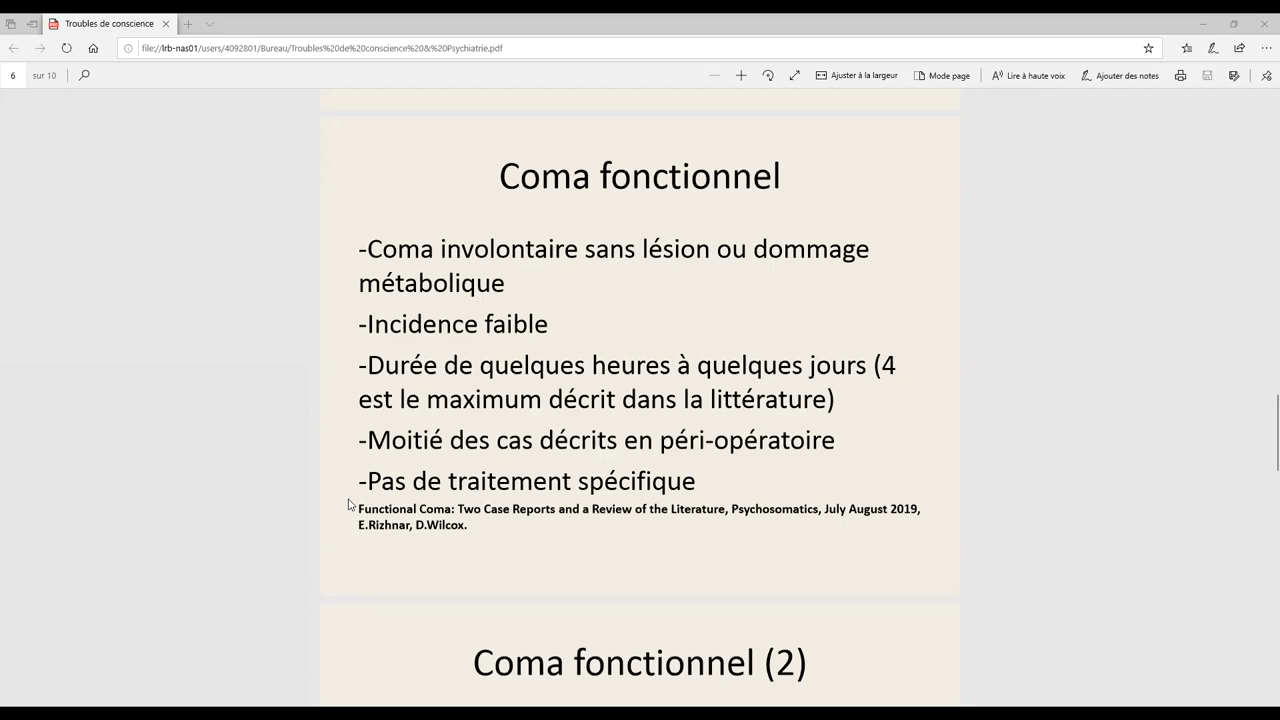 Troubles de conscience
file://lrb-nas01/users/4092801/Bureau/Troubles%20de%20conscience%20&%20Psychiatrie.pdf
6 sur 10 Ajuster à la largeur Mode page Lire à haute voix Ajouter des notes
Coma fonctionnel
-Coma involontaire sans lésion ou dommage
métabolique
-Incidence faible
-Durée de quelques heures à quelques jours (4
est le maximum décrit dans la littérature)
-Moitié des cas décrits en péri-opératoire
-Pas de traitement spécifique
Functional Coma: Two Case Reports and a Review of the Literature, Psychosomatics, July August 2019,
E.Rizhnar, D.Wilcox.
Coma fonctionnel (2)